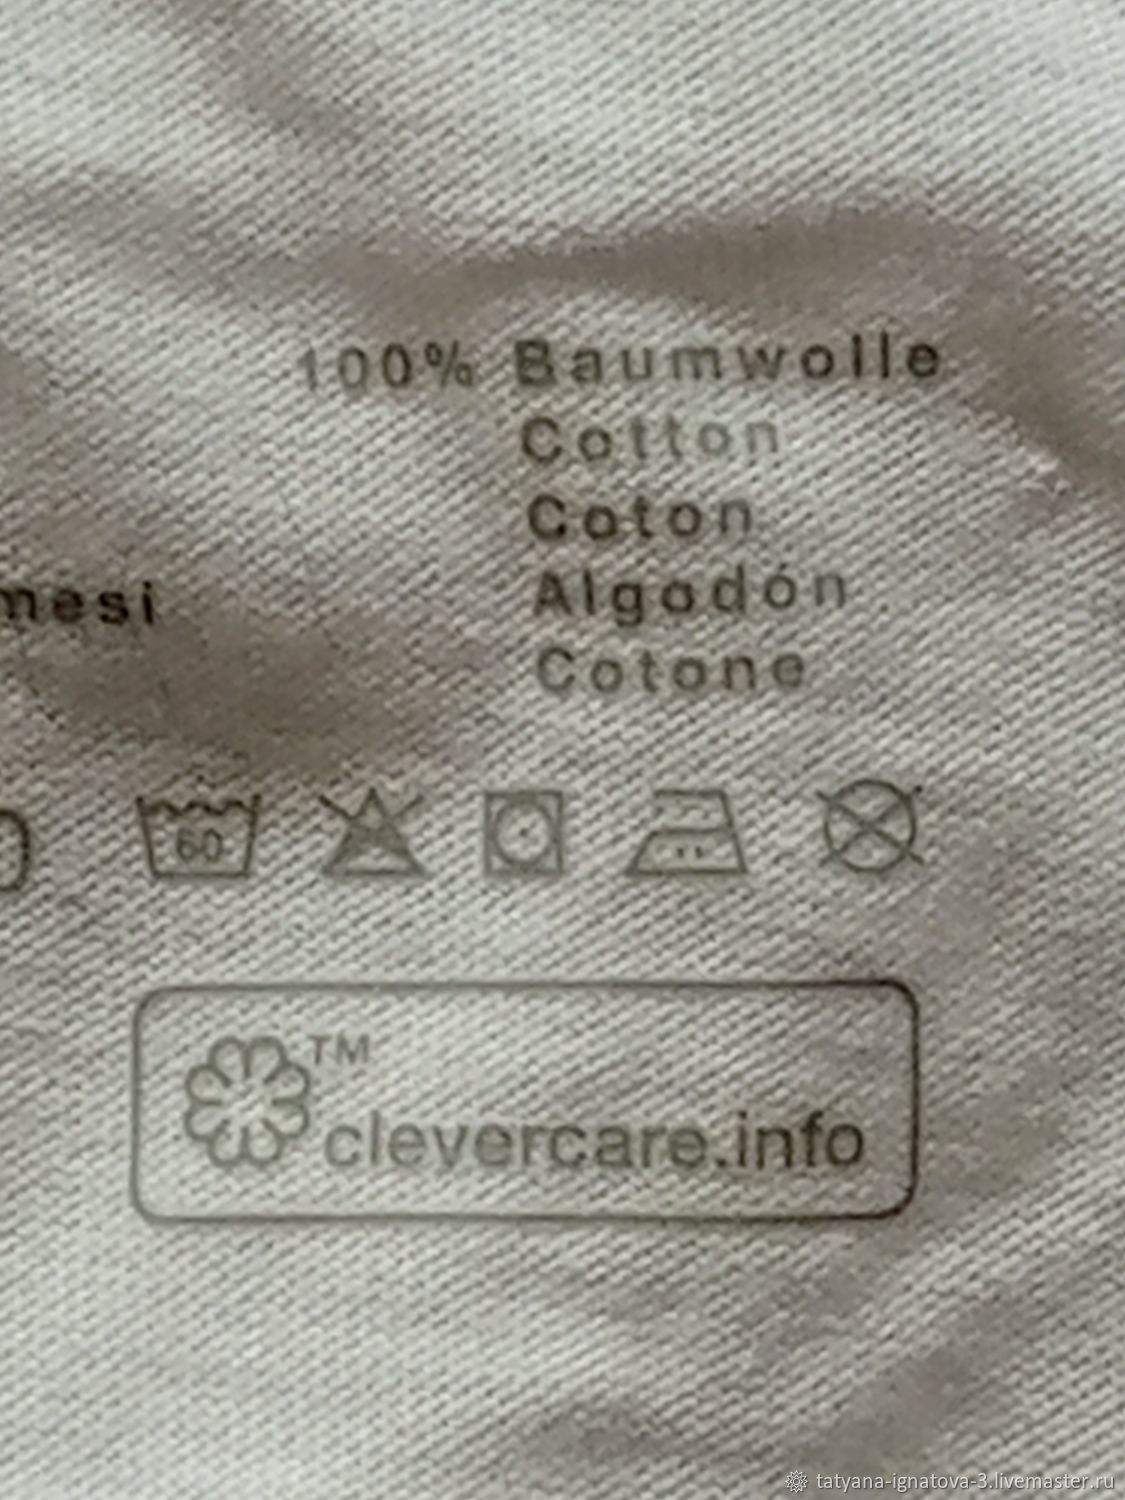 100% Baumwolle
Cotton
Coton
Algodón
mesi
Cotone
60
TM
clevercare.info
tatyana-ignatova-3.livemaster.ru